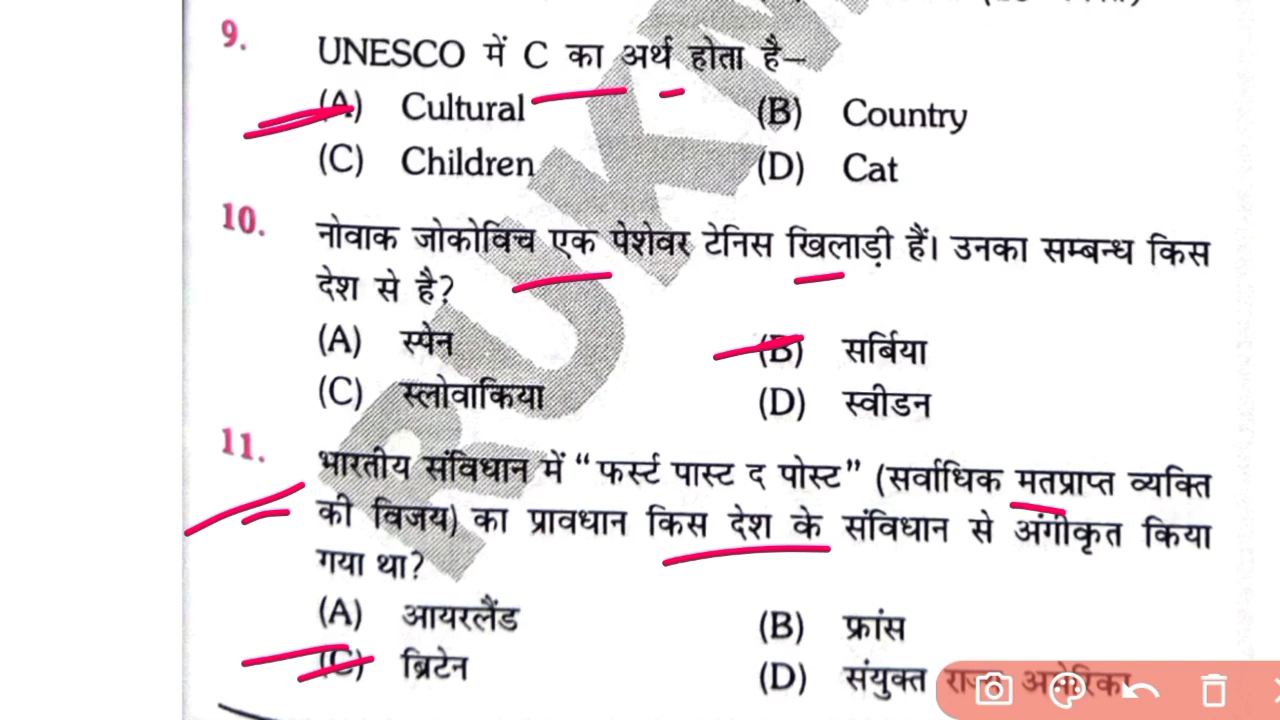 9. UNESCO में C का अर्थ होता है–
(A) Cultural (B) Country
(C) Children (D) Cat
10. नोवाक जोकोविच एक पेशेवर टेनिस खिलाड़ी हैं। उनका सम्बन्ध किस
देश से है?
(A) स्पेन (B) सर्बिया
(C) स्लोवाकिया (D) स्वीडन
11. भारतीय संविधान में “फर्स्ट पास्ट द पोस्ट” (सर्वाधिक मतप्राप्त व्यक्ति
की विजय) का प्रावधान किस देश के संविधान से अंगीकृत किया
गया था?
(A) आयरलैंड (B) फ्रांस
(C) ब्रिटेन (D) संयुक्त राज्य अमेरिका